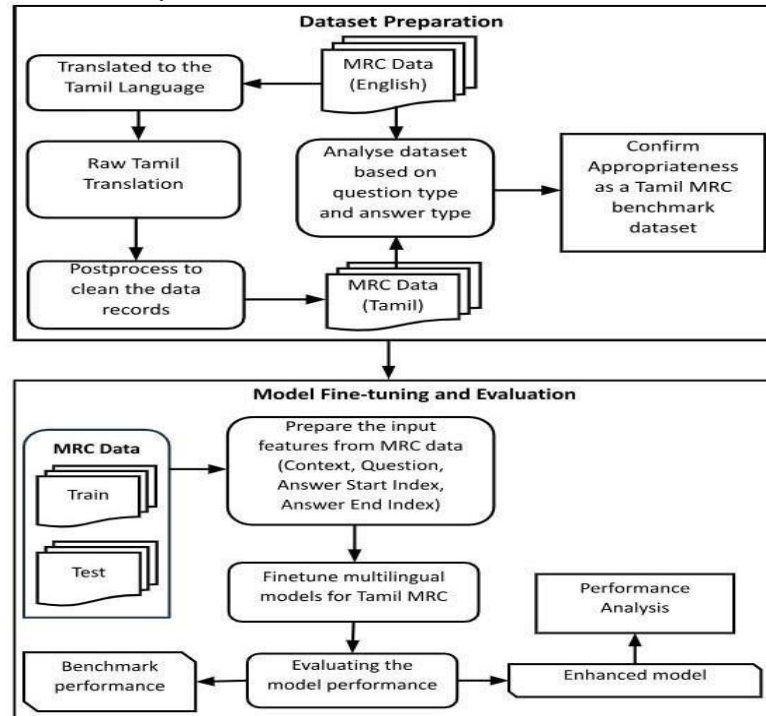 Dataset Preparation
MRC Data
(English)
Translated to the
Tamil Language
Raw Tamil
Translation
Analyse dataset
based on
question type
and answer type
Confirm
Appropriateness
as a Tamil MRC
benchmark
dataset
Postprocess to
clean the data
records
MRC Data
(Tamil)
Model Fine-tuning and Evaluation
MRC Data
Train
Test
Prepare the input
features from MRC data
(Context, Question,
Answer Start Index,
Answer End Index)
Finetune multilingual
models for Tamil MRC
Performance
Analysis
Benchmark
performance
Evaluating the
model performance
Enhanced model